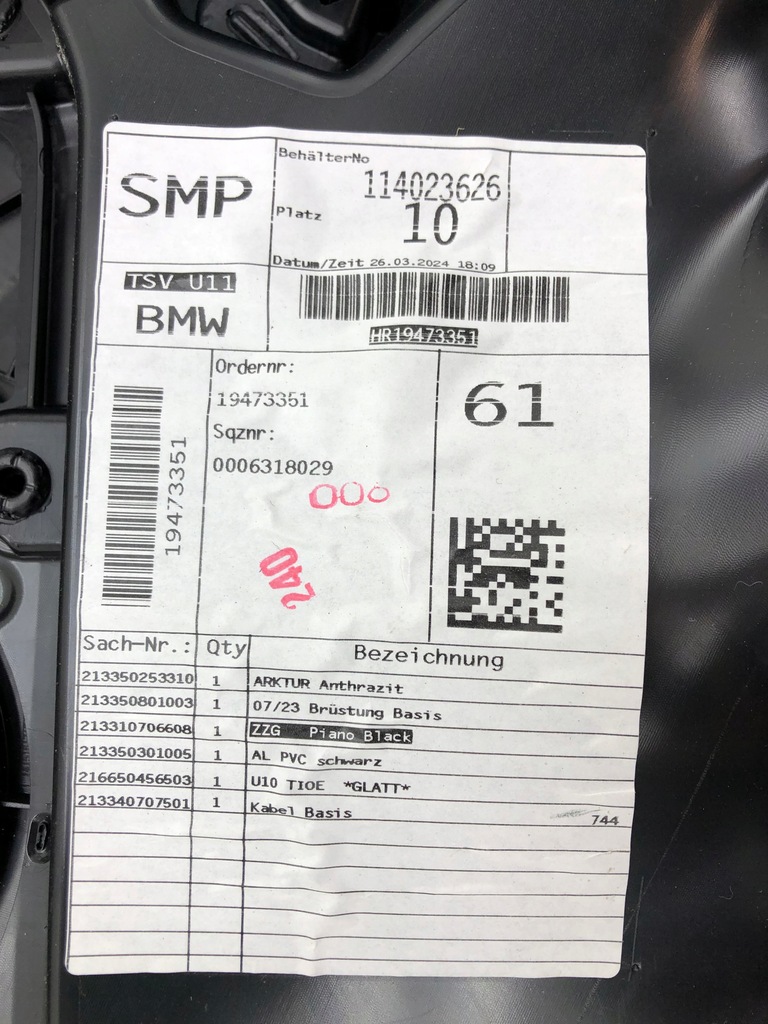 SMP
BehälterNo
114023626
Platz
10
Datum/Zeit 26.03.2024 18:09
TSV U11
BMW
HR19473351
19473351
Ordernr:
19473351
Sqznr:
0006318029
008
240
61
Sach-Nr.: Qty Bezeichnung
213350253310 1 ARKTUR Anthrazit
213350801003 1 07/23 Brüstung Basis
213310706608 1 ZZG Piano Black
213350301005 1 AL PVC schwarz
216650456503 1 U10 TIOE *GLATT*
213340707501 1 Kabel Basis 744